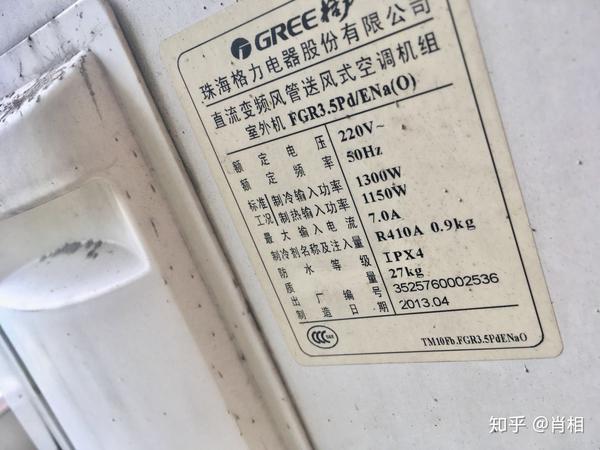 GREE格力
珠海格力电器股份有限公司
直流变频风管送风式空调机组
室外机 FGR3.5Pd/ENa(O)
额定电压 220V~
额定频率 50Hz
标准工况 制冷输入功率 1300W
制热输入功率 1150W
最大输入电流 7.0A
制冷剂名称及注入量 R410A 0.9kg
防水等级 IPX4
质量 27kg
出厂编号 3525760002536
制造日期 2013.04
CCC
TM10Fb.FGR3.5PdENaO
知乎 @肖相